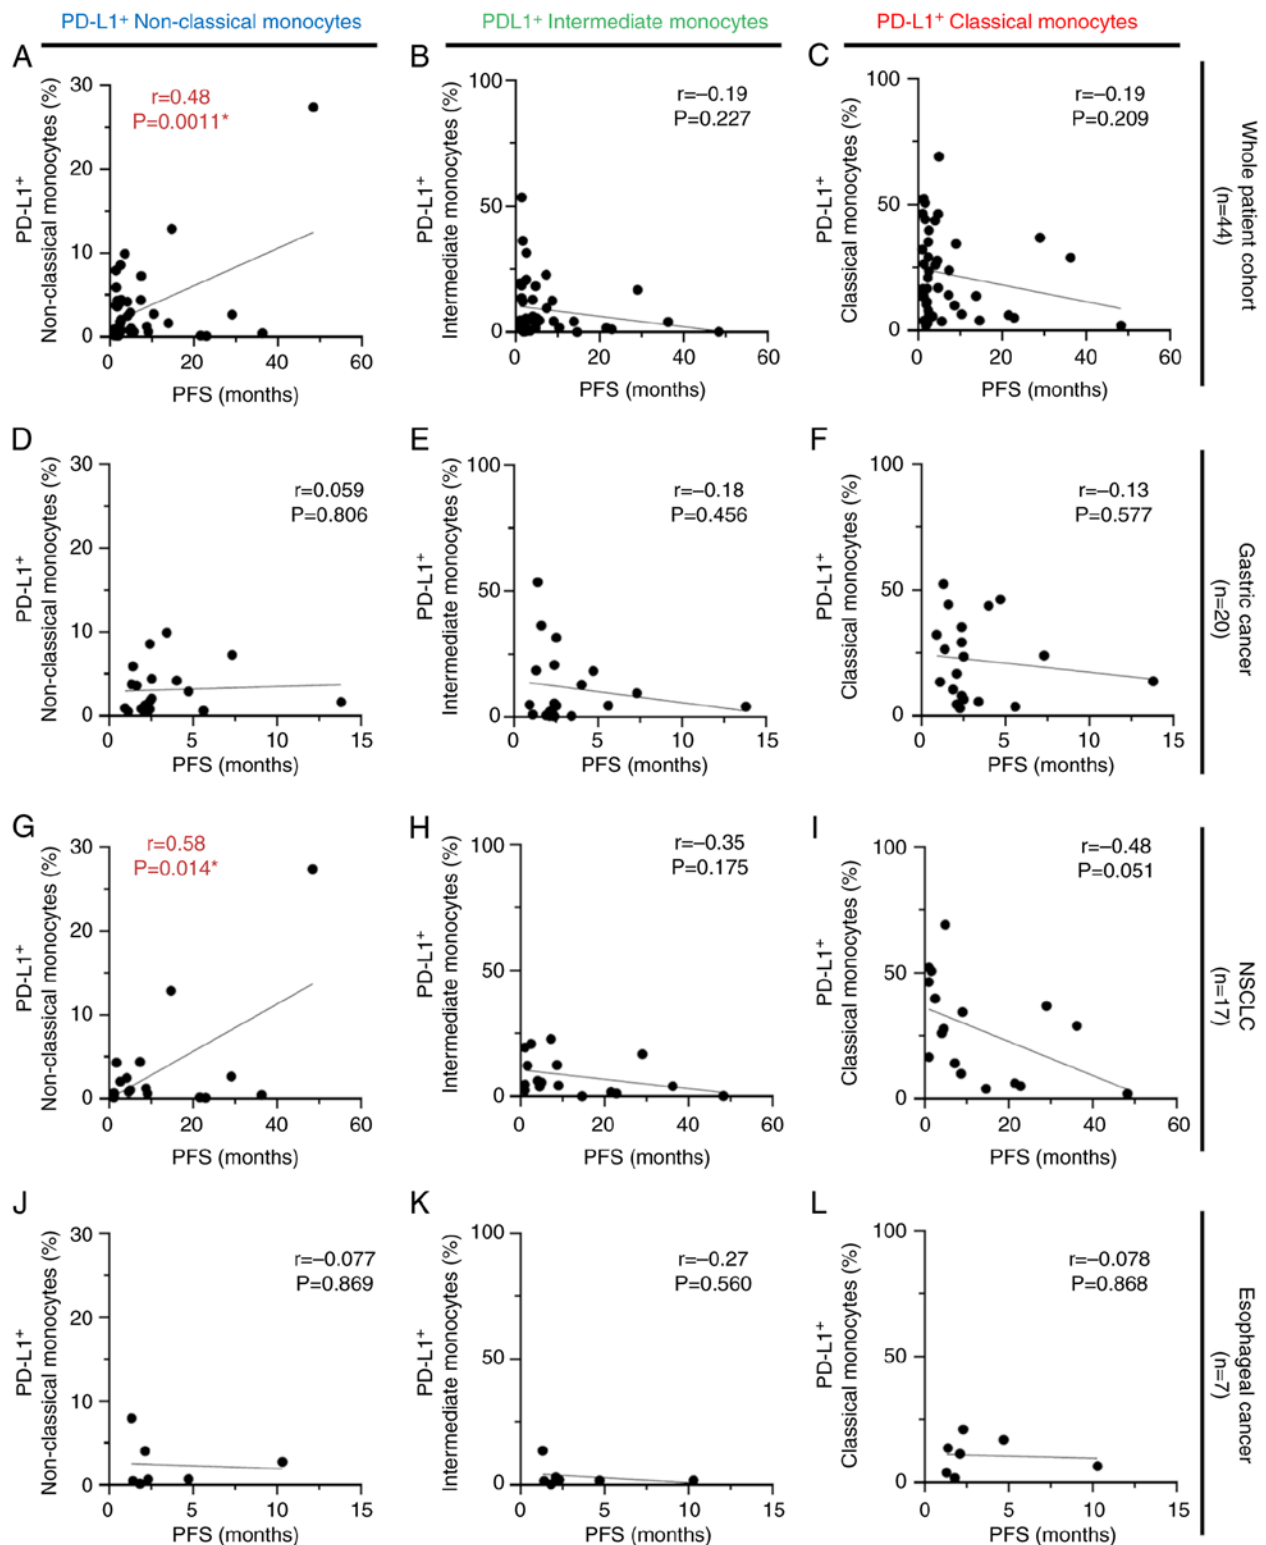 PD-L1+ Non-classical monocytes
PDL1+ Intermediate monocytes
PD-L1+ Classical monocytes
A
PD-L1+
Non-classical monocytes (%)
30
20
10
0
r=0.48
P=0.0011*
0 20 40 60
PFS (months)
B
PD-L1+
Intermediate monocytes (%)
100
50
0
r=–0.19
P=0.227
0 20 40 60
PFS (months)
C
PD-L1+
Classical monocytes (%)
100
50
0
r=–0.19
P=0.209
0 20 40 60
PFS (months)
Whole patient cohort
(n=44)
D
PD-L1+
Non-classical monocytes (%)
30
20
10
0
r=0.059
P=0.806
0 5 10 15
PFS (months)
E
PD-L1+
Intermediate monocytes (%)
100
50
0
r=–0.18
P=0.456
0 5 10 15
PFS (months)
F
PD-L1+
Classical monocytes (%)
100
50
0
r=–0.13
P=0.577
0 5 10 15
PFS (months)
Gastric cancer
(n=20)
G
PD-L1+
Non-classical monocytes (%)
30
20
10
0
r=0.58
P=0.014*
0 20 40 60
PFS (months)
H
PD-L1+
Intermediate monocytes (%)
100
50
0
r=–0.35
P=0.175
0 20 40 60
PFS (months)
I
PD-L1+
Classical monocytes (%)
100
50
0
r=–0.48
P=0.051
0 20 40 60
PFS (months)
NSCLC
(n=17)
J
PD-L1+
Non-classical monocytes (%)
30
20
10
0
r=–0.077
P=0.869
0 5 10 15
PFS (months)
K
PD-L1+
Intermediate monocytes (%)
100
50
0
r=–0.27
P=0.560
0 5 10 15
PFS (months)
L
PD-L1+
Classical monocytes (%)
100
50
0
r=–0.078
P=0.868
0 5 10 15
PFS (months)
Esophageal cancer
(n=7)